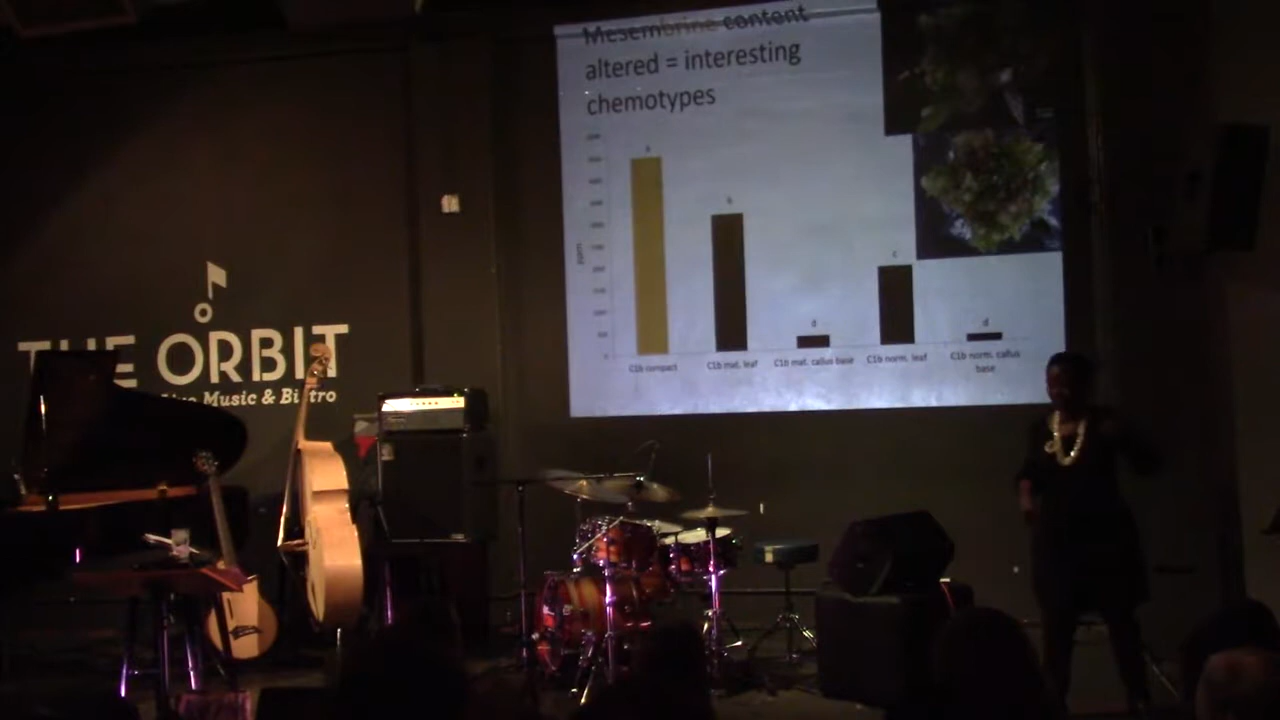 Mesembrine content
altered = interesting
chemotypes
ppm
a
b
d
c
d
C1b compact
C1b mat. leaf
C1b mat. callus base
C1b norm. leaf
C1b norm. callus
base
THE ORBIT
Live Music & Bistro